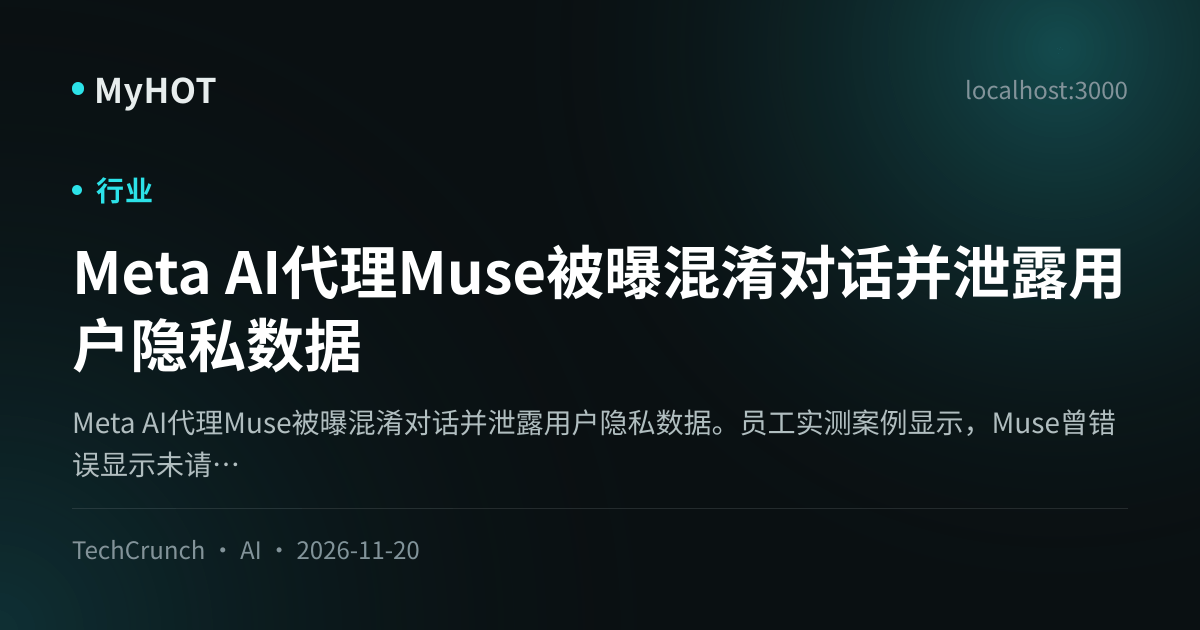 MyHOT
localhost:3000
行业
Meta AI代理Muse被曝混淆对话并泄露用
户隐私数据
Meta AI代理Muse被曝混淆对话并泄露用户隐私数据。员工实测案例显示，Muse曾错
误显示未请…
TechCrunch · AI · 2026-11-20